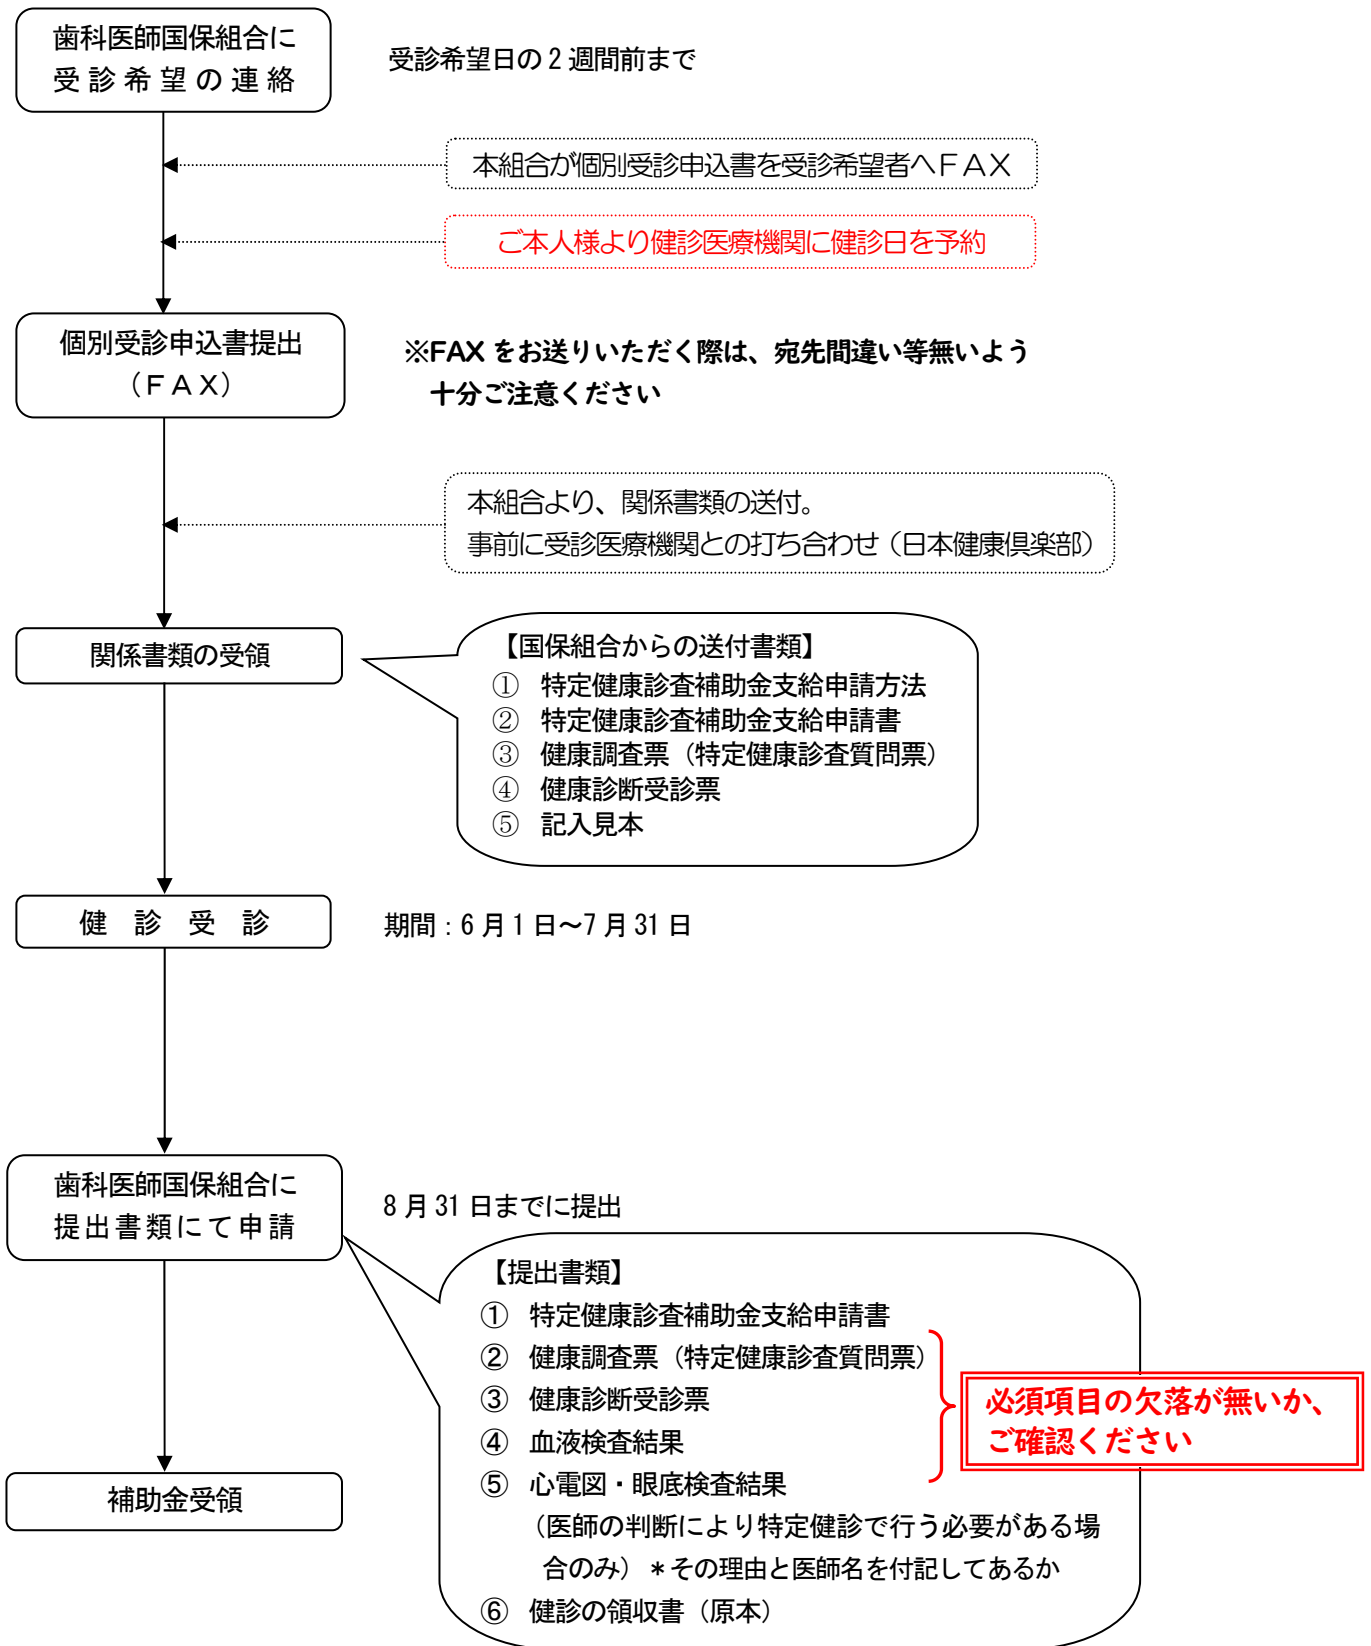 歯科医師国保組合に
受診希望の連絡
受診希望日の2週間前まで
本組合が個別受診申込書を受診希望者へＦＡＸ
ご本人様より健診医療機関に健診日を予約
個別受診申込書提出
（ＦＡＸ）
※FAX をお送りいただく際は、宛先間違い等無いよう
十分ご注意ください
本組合より、関係書類の送付。
事前に受診医療機関との打ち合わせ（日本健康倶楽部）
関係書類の受領
【国保組合からの送付書類】
① 特定健康診査補助金支給申請方法
② 特定健康診査補助金支給申請書
③ 健康調査票（特定健康診査質問票）
④ 健康診断受診票
⑤ 記入見本
健　診　受　診
期間：6月1日～7月31日
歯科医師国保組合に
提出書類にて申請
8月31日までに提出
【提出書類】
① 特定健康診査補助金支給申請書
② 健康調査票（特定健康診査質問票）
③ 健康診断受診票
④ 血液検査結果
⑤ 心電図・眼底検査結果
（医師の判断により特定健診で行う必要がある場
合のみ）＊その理由と医師名を付記してあるか
⑥ 健診の領収書（原本）
必須項目の欠落が無いか、
ご確認ください
補助金受領